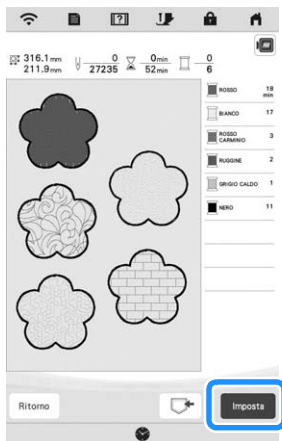 ?
316.1 mm
211.9 mm
0
27235
0 min
52 min
0
6
ROSSO 18 min
BIANCO 17
ROSSO CARMINIO 3
RUGGINE 2
GRIGIO CALDO 1
NERO 11
Ritorno
Imposta